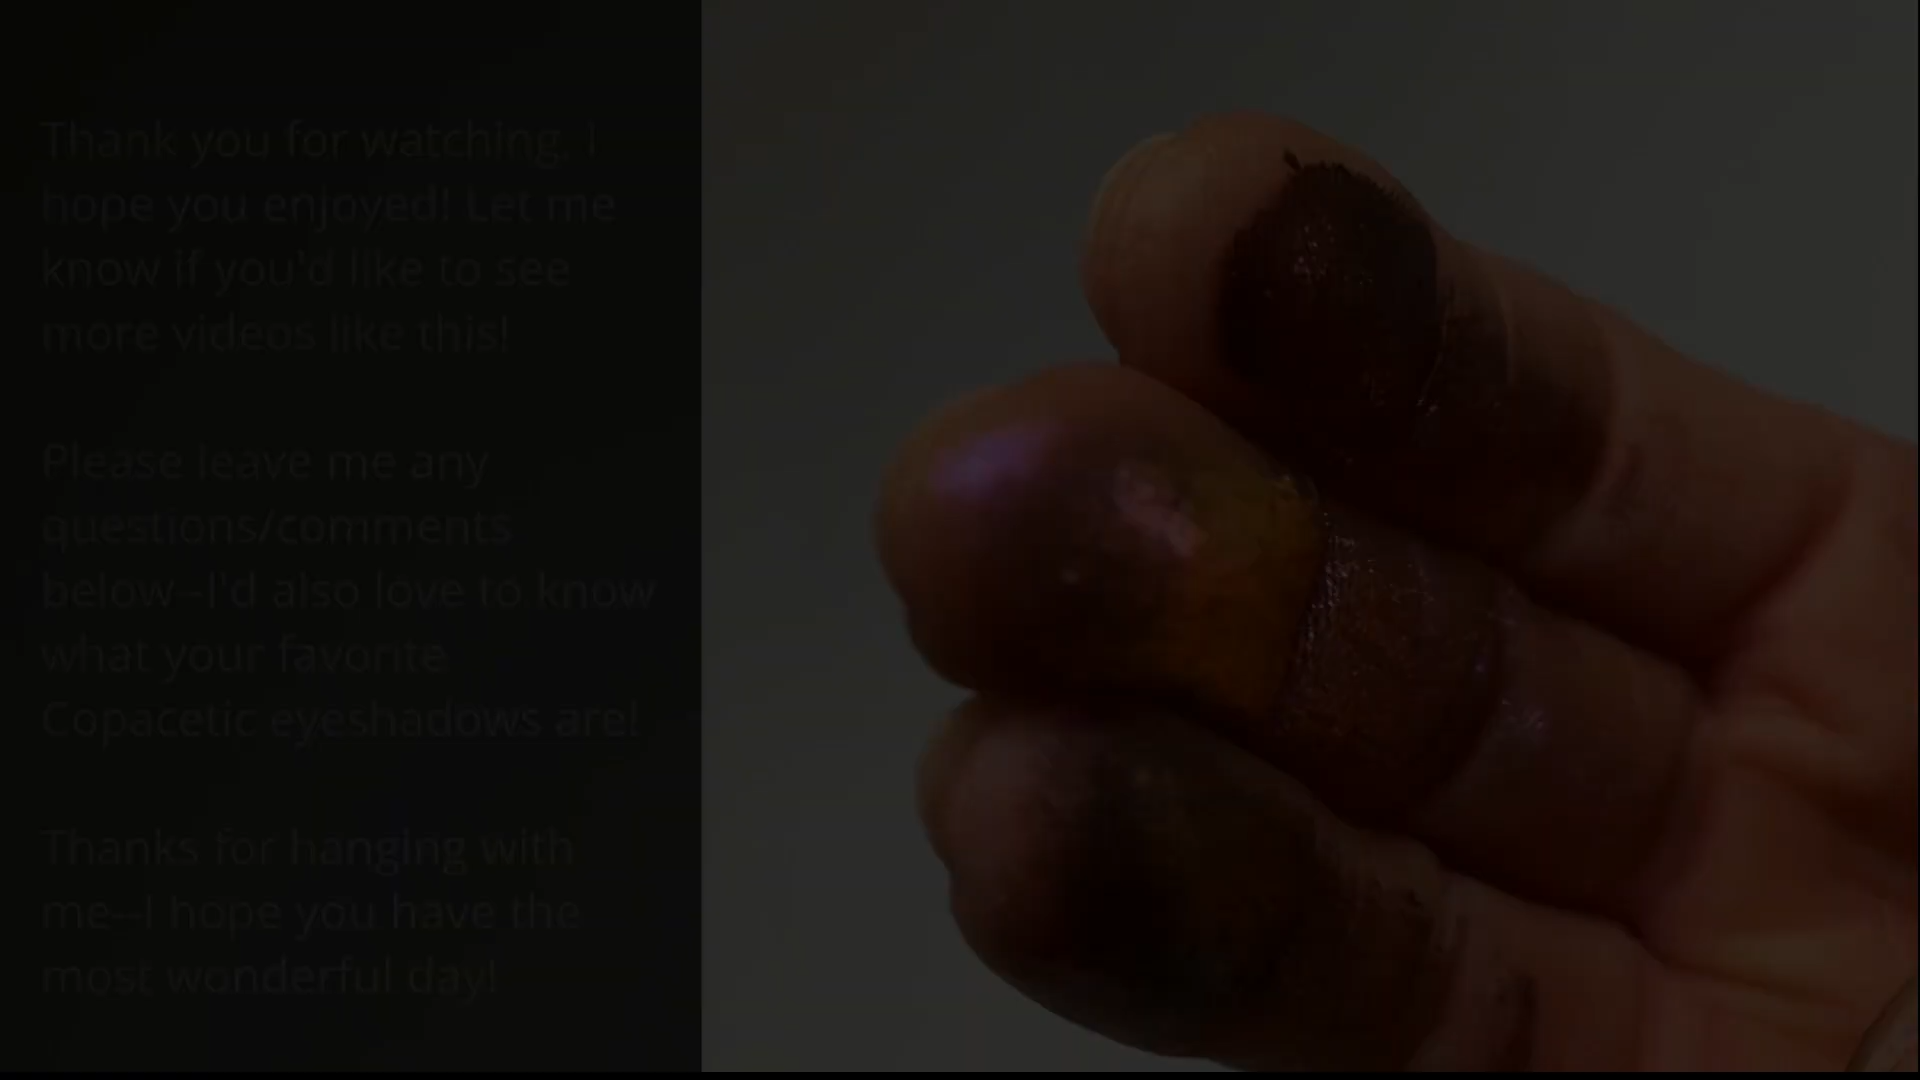 Thank you for watching, I
hope you enjoyed! Let me
know if you'd like to see
more videos like this!
Please leave me any
questions/comments
below--I'd also love to know
what your favorite
Copacetic eyeshadows are!
Thanks for hanging with
me--I hope you have the
most wonderful day!